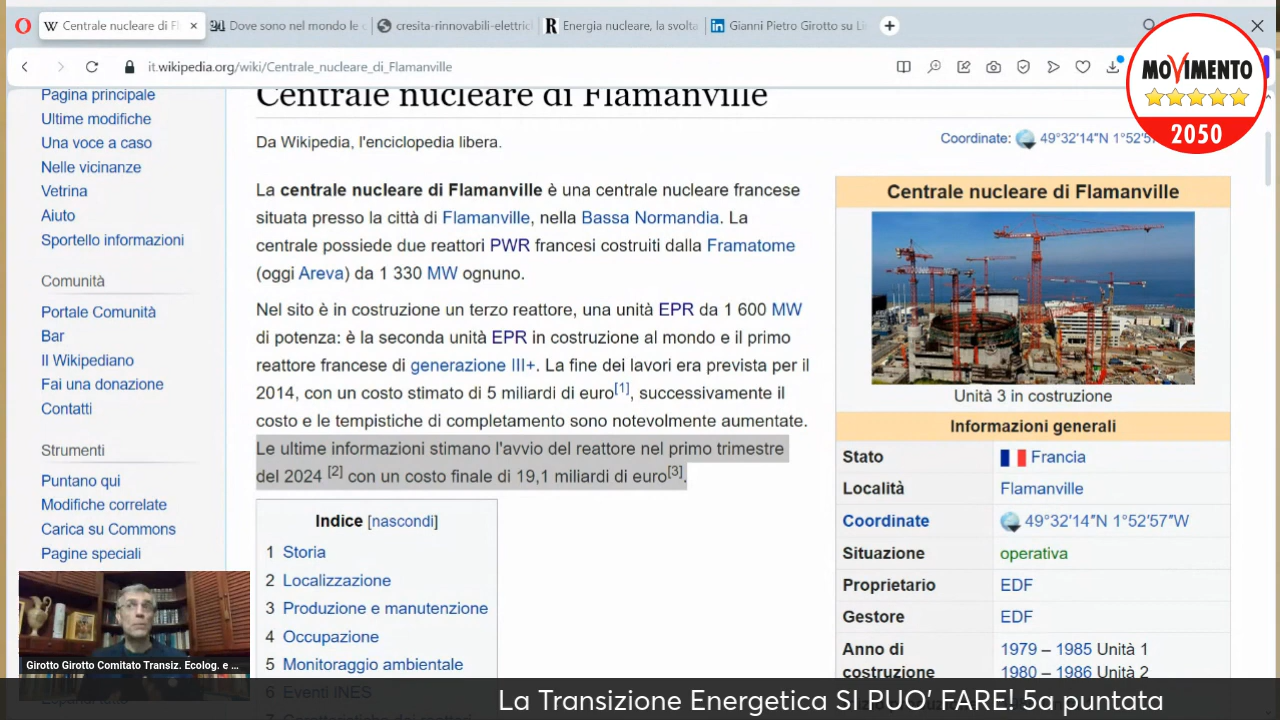 Centrale nucleare di Fl
Dove sono nel mondo le c
cresita-rinnovabili-elettric
Energia nucleare, la svolta
Gianni Pietro Girotto su Li
it.wikipedia.org/wiki/Centrale_nucleare_di_Flamanville
MOVIMENTO
2050
Pagina principale
Ultime modifiche
Una voce a caso
Nelle vicinanze
Vetrina
Aiuto
Sportello informazioni
Comunità
Portale Comunità
Bar
Il Wikipediano
Fai una donazione
Contatti
Strumenti
Puntano qui
Modifiche correlate
Carica su Commons
Pagine speciali
Centrale nucleare di Flamanville
Da Wikipedia, l'enciclopedia libera.
Coordinate: 49°32′14″N 1°52′5
La centrale nucleare di Flamanville è una centrale nucleare francese
situata presso la città di Flamanville, nella Bassa Normandia. La
centrale possiede due reattori PWR francesi costruiti dalla Framatome
(oggi Areva) da 1 330 MW ognuno.
Nel sito è in costruzione un terzo reattore, una unità EPR da 1 600 MW
di potenza: è la seconda unità EPR in costruzione al mondo e il primo
reattore francese di generazione III+. La fine dei lavori era prevista per il
2014, con un costo stimato di 5 miliardi di euro[1], successivamente il
costo e le tempistiche di completamento sono notevolmente aumentate.
Le ultime informazioni stimano l'avvio del reattore nel primo trimestre
del 2024 [2] con un costo finale di 19,1 miliardi di euro[3].
Indice [nascondi]
1 Storia
2 Localizzazione
3 Produzione e manutenzione
4 Occupazione
5 Monitoraggio ambientale
6 Eventi INES
Centrale nucleare di Flamanville
Unità 3 in costruzione
Informazioni generali
Stato Francia
Località Flamanville
Coordinate 49°32′14″N 1°52′57″W
Situazione operativa
Proprietario EDF
Gestore EDF
Anno di 1979 – 1985 Unità 1
costruzione 1980 – 1986 Unità 2
Girotto Girotto Comitato Transiz. Ecolog. e ...
La Transizione Energetica SI PUO' FARE! 5a puntata